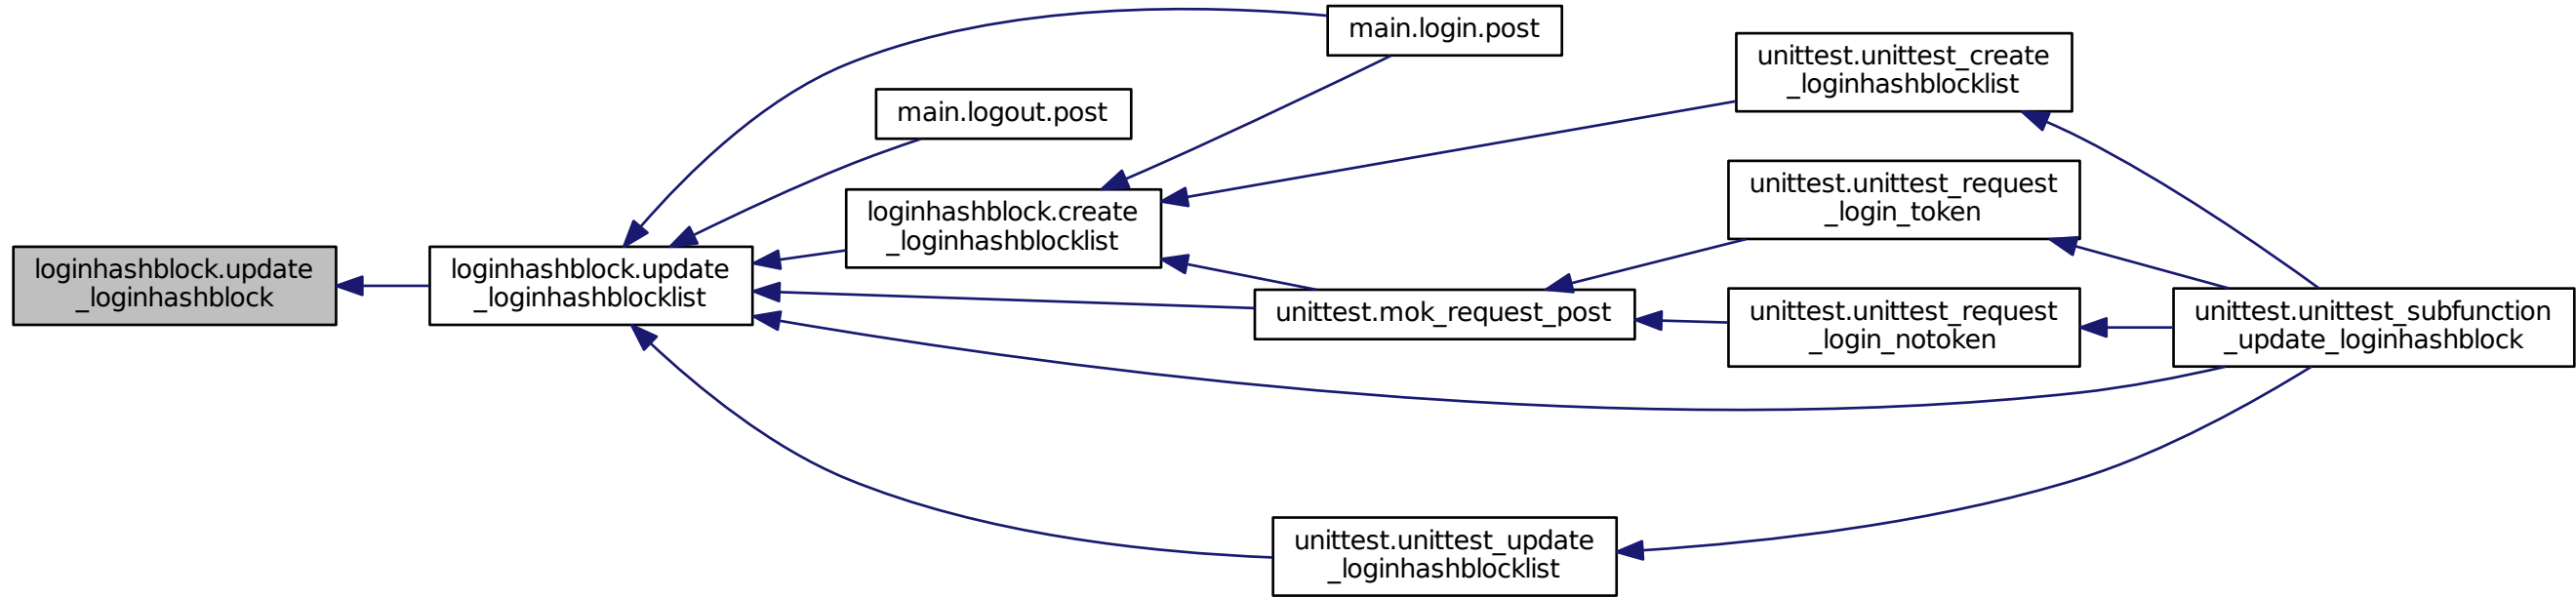 main.login.post
unittest.unittest_create
_loginhashblocklist
main.logout.post
unittest.unittest_request
_login_token
loginhashblock.create
_loginhashblocklist
loginhashblock.update
_loginhashblock
loginhashblock.update
_loginhashblocklist
unittest.mok_request_post
unittest.unittest_request
_login_notoken
unittest.unittest_subfunction
_update_loginhashblock
unittest.unittest_update
_loginhashblocklist